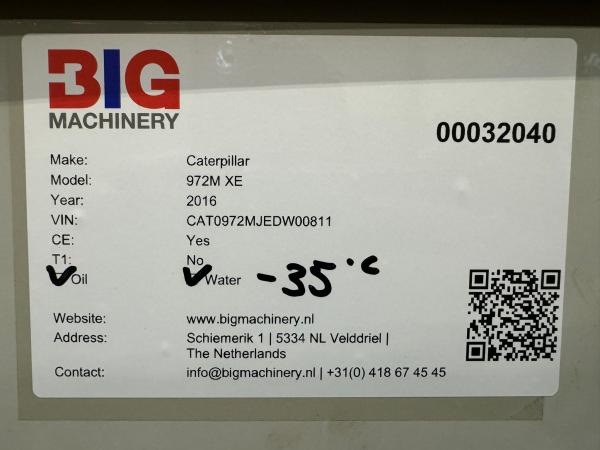 BIG
MACHINERY
00032040
Make: Caterpillar
Model: 972M XE
Year: 2016
VIN: CAT0972MJEDW00811
CE: Yes
T1: No
✔Oil ✔Water -35°C
Website: www.bigmachinery.nl
Address: Schiemerik 1 | 5334 NL Velddriel |
The Netherlands
Contact: info@bigmachinery.nl | +31(0) 418 67 45 45